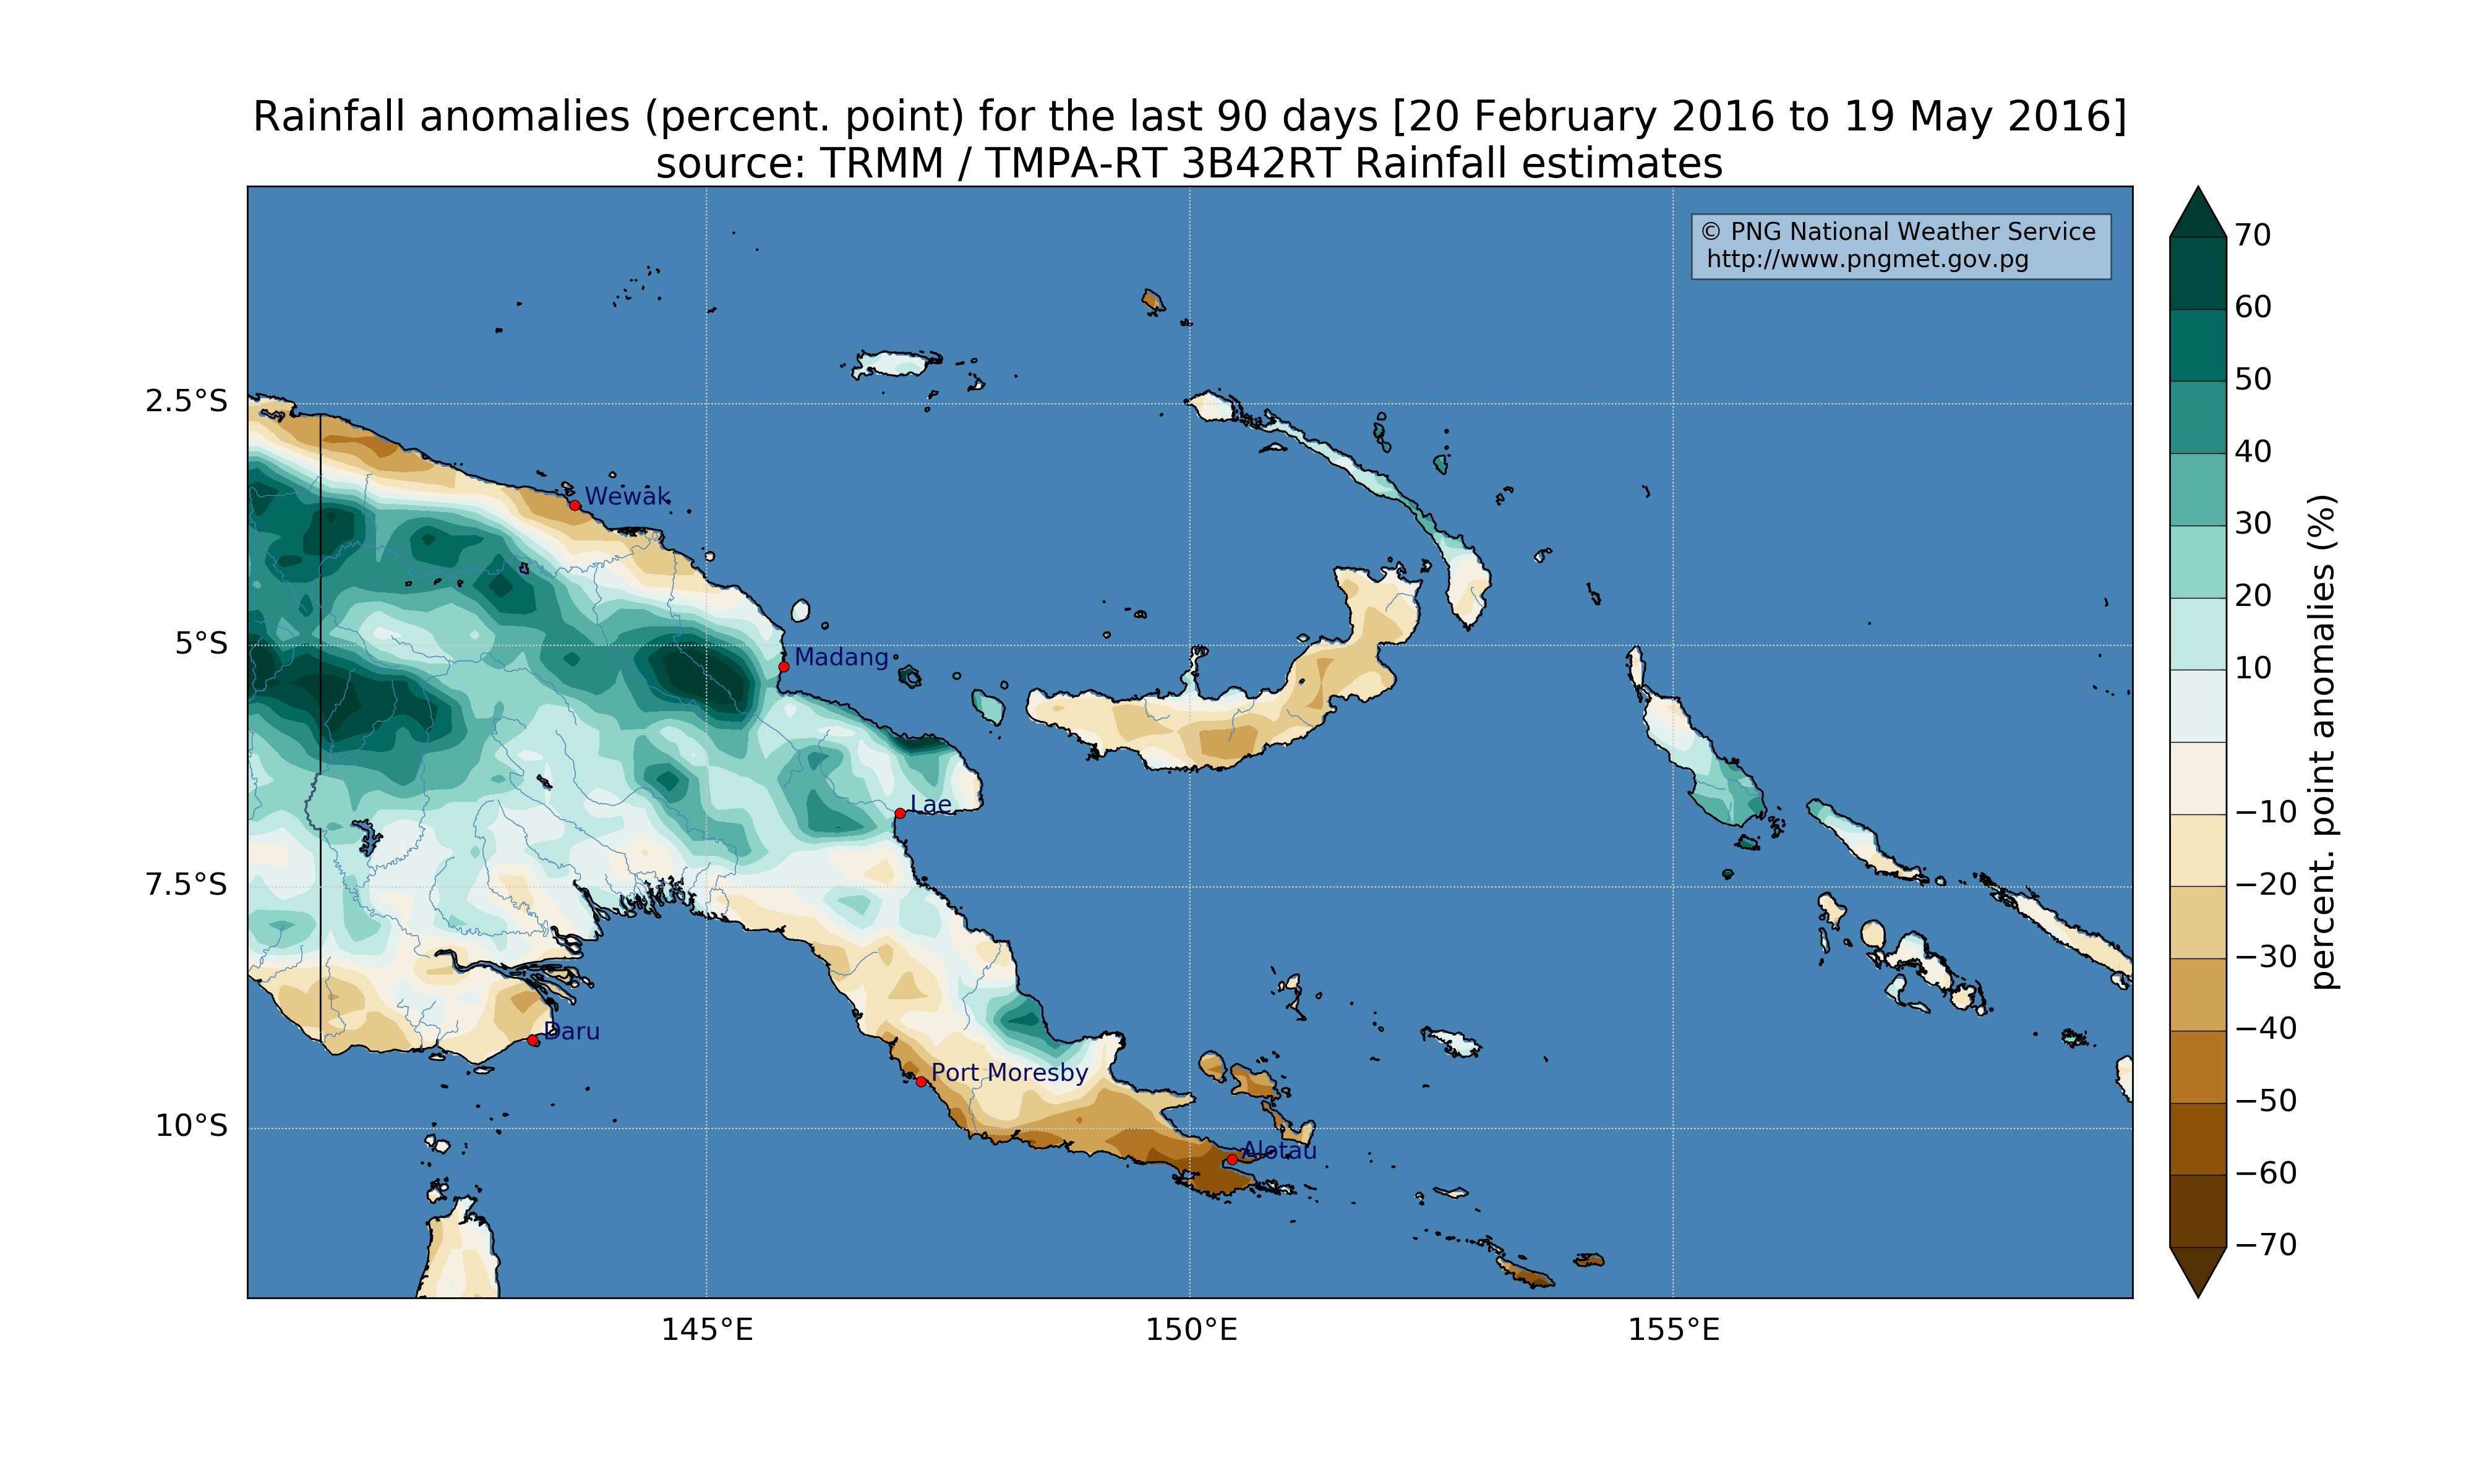 Rainfall anomalies (percent. point) for the last 90 days [20 February 2016 to 19 May 2016]
source: TRMM / TMPA-RT 3B42RT Rainfall estimates
© PNG National Weather Service
http://www.pngmet.gov.pg
2.5°S
5°S
7.5°S
10°S
145°E
150°E
155°E
Wewak
Madang
Lae
Daru
Port Moresby
Alotau
70
60
50
40
30
20
10
−10
−20
−30
−40
−50
−60
−70
percent. point anomalies (%)